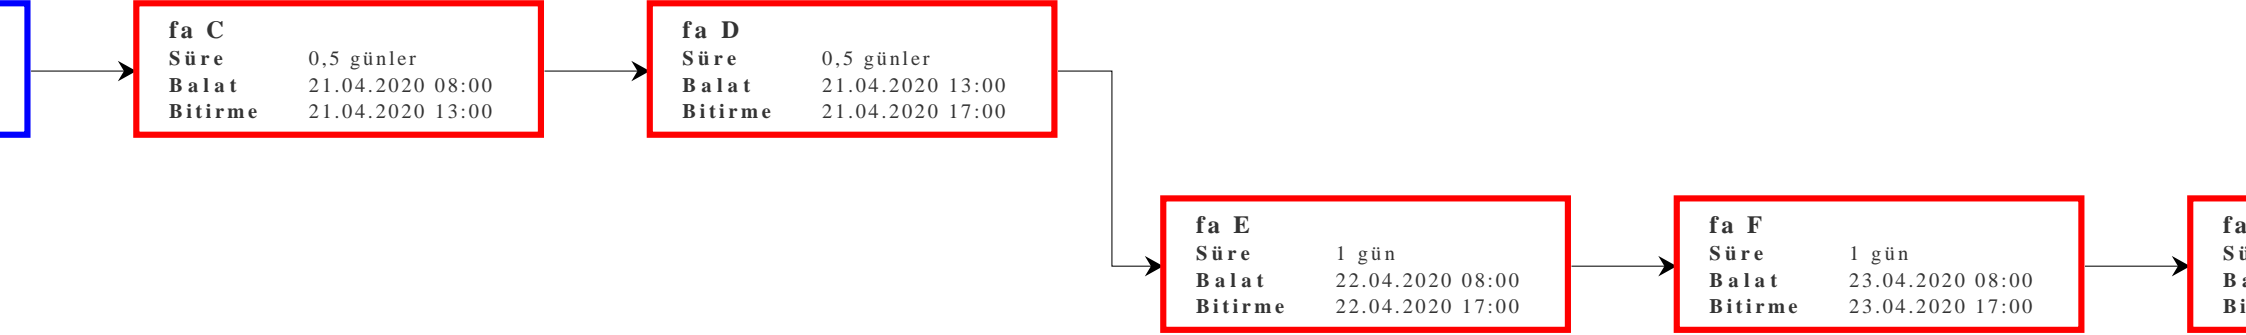 fa C
Süre 0,5 günler
Balat 21.04.2020 08:00
Bitirme 21.04.2020 13:00
fa D
Süre 0,5 günler
Balat 21.04.2020 13:00
Bitirme 21.04.2020 17:00
fa E
Süre 1 gün
Balat 22.04.2020 08:00
Bitirme 22.04.2020 17:00
fa F
Süre 1 gün
Balat 23.04.2020 08:00
Bitirme 23.04.2020 17:00
fa